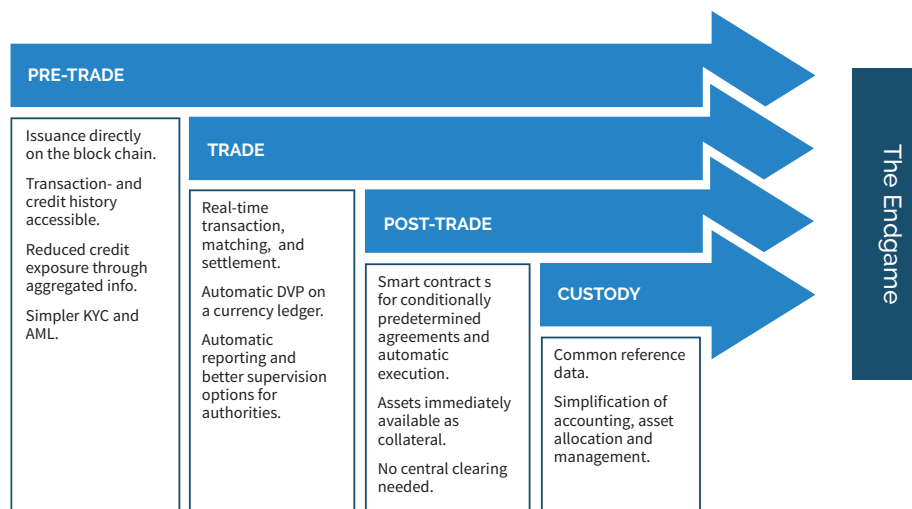 PRE-TRADE
Issuance directly
on the block chain.
Transaction- and
credit history
accessible.
Reduced credit
exposure through
aggregated info.
Simpler KYC and
AML.
TRADE
Real-time
transaction,
matching, and
settlement.
Automatic DVP on
a currency ledger.
Automatic
reporting and
better supervision
options for
authorities.
POST-TRADE
Smart contract s
for conditionally
predetermined
agreements and
automatic
execution.
Assets immediately
available as
collateral.
No central clearing
needed.
CUSTODY
Common reference
data.
Simplification of
accounting, asset
allocation and
management.
The Endgame